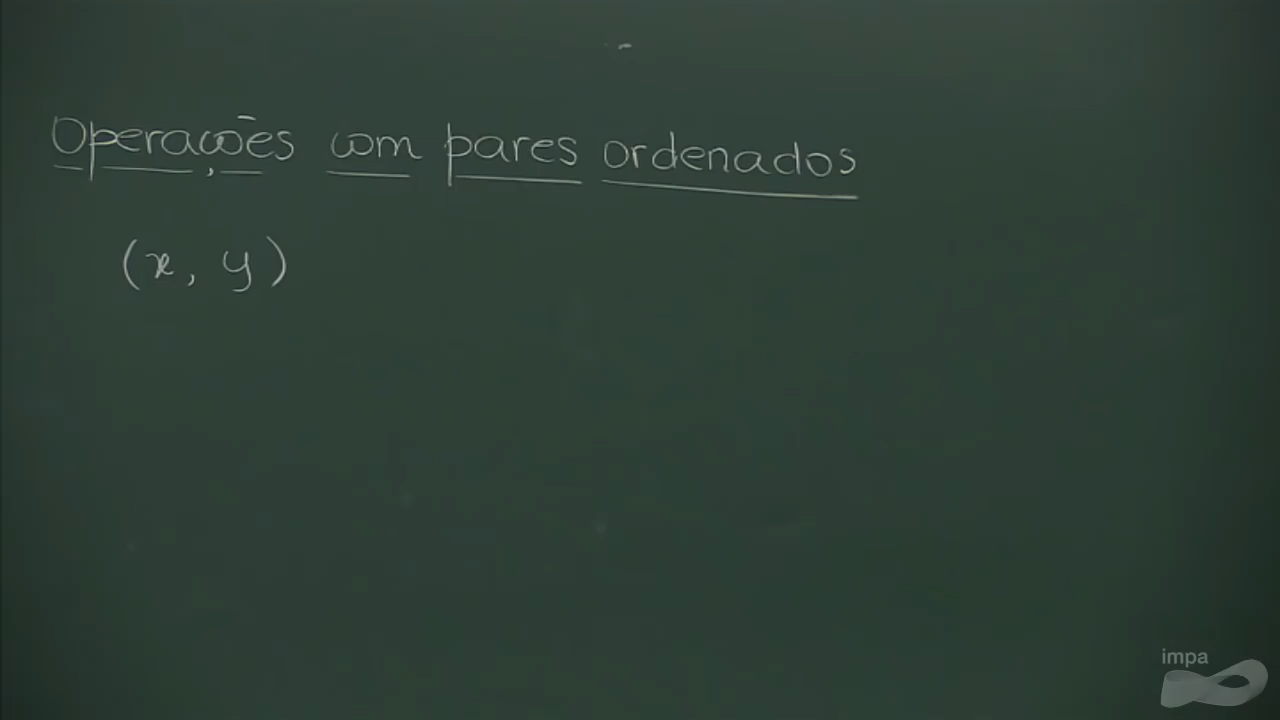 Operações com pares ordenados
(x, y)
impa